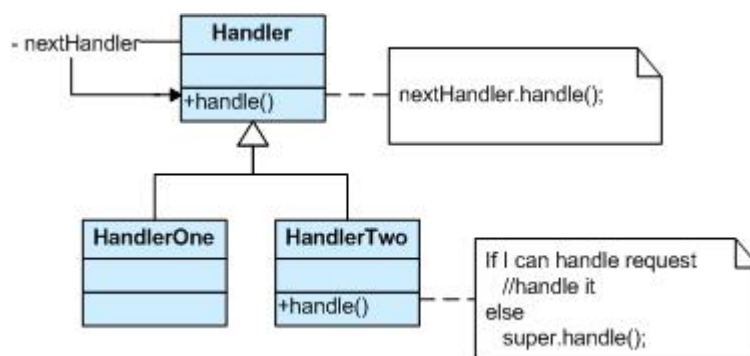 Handler
- nextHandler
+handle()
nextHandler.handle();
HandlerOne
HandlerTwo
+handle()
If I can handle request
//handle it
else
super.handle();